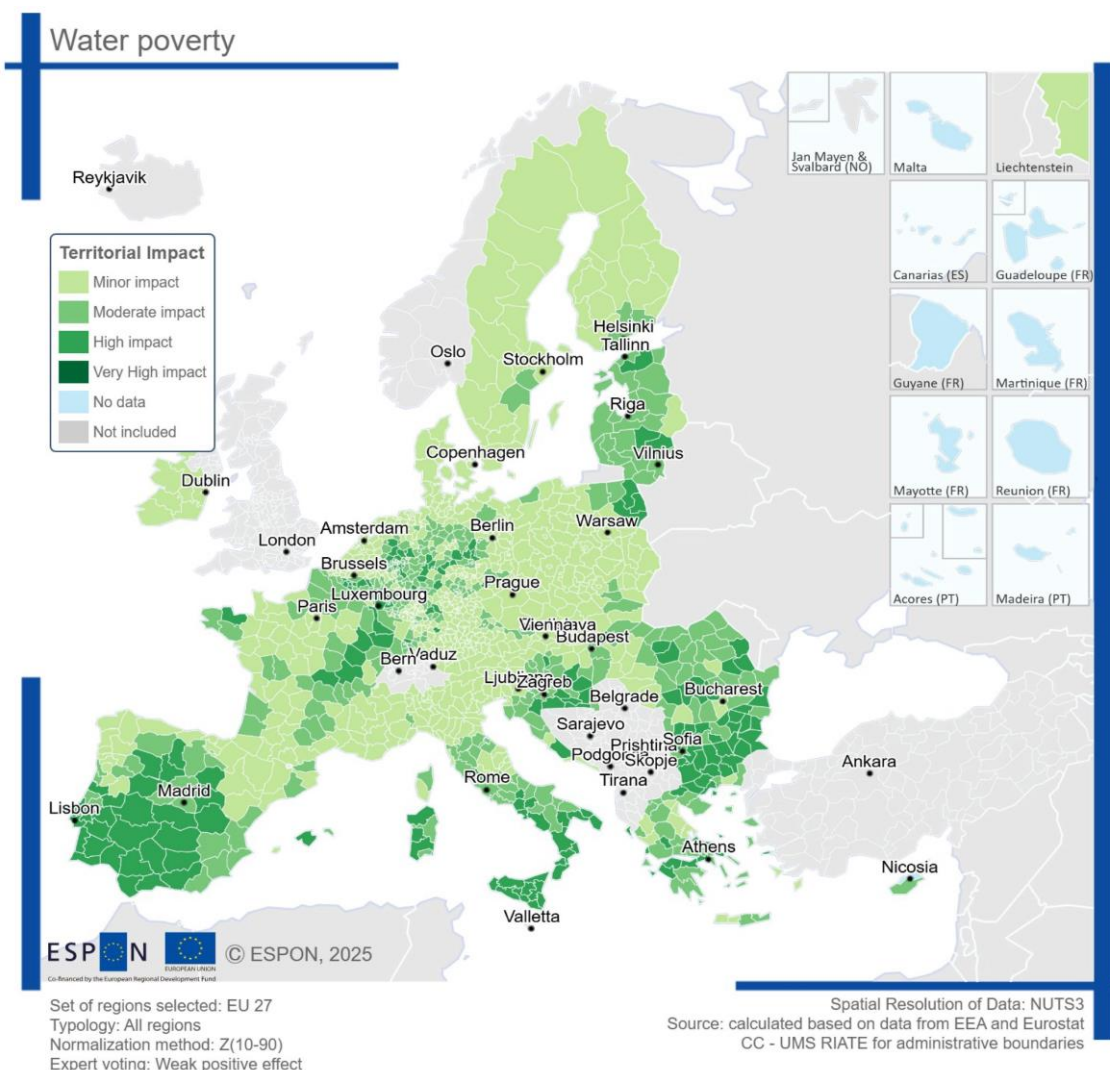 Water poverty
Reykjavik
Territorial Impact
Minor impact
Moderate impact
High impact
Very High impact
No data
Not included
Jan Mayen &
Svalbard (NO)
Malta
Liechtenstein
Canarias (ES)
Guadeloupe (FR)
Guyane (FR)
Martinique (FR)
Mayotte (FR)
Reunion (FR)
Acores (PT)
Madeira (PT)
Helsinki
Tallinn
Oslo
Stockholm
Riga
Copenhagen
Vilnius
Dublin
Berlin
Warsaw
Amsterdam
London
Brussels
Prague
Luxembourg
Paris
Budapest
Vaduz
Bern
Zagreb
Bucharest
Belgrade
Sarajevo
Sofia
Prishtina
Podgorica
Skopje
Tirana
Rome
Madrid
Lisbon
Ankara
Athens
Nicosia
Valletta
ESPON
EUROPEAN UNION
© ESPON, 2025
Co-financed by the European Regional Development Fund
Set of regions selected: EU 27
Typology: All regions
Normalization method: Z(10-90)
Expert voting: Weak positive effect
Spatial Resolution of Data: NUTS3
Source: calculated based on data from EEA and Eurostat
CC - UMS RIATE for administrative boundaries